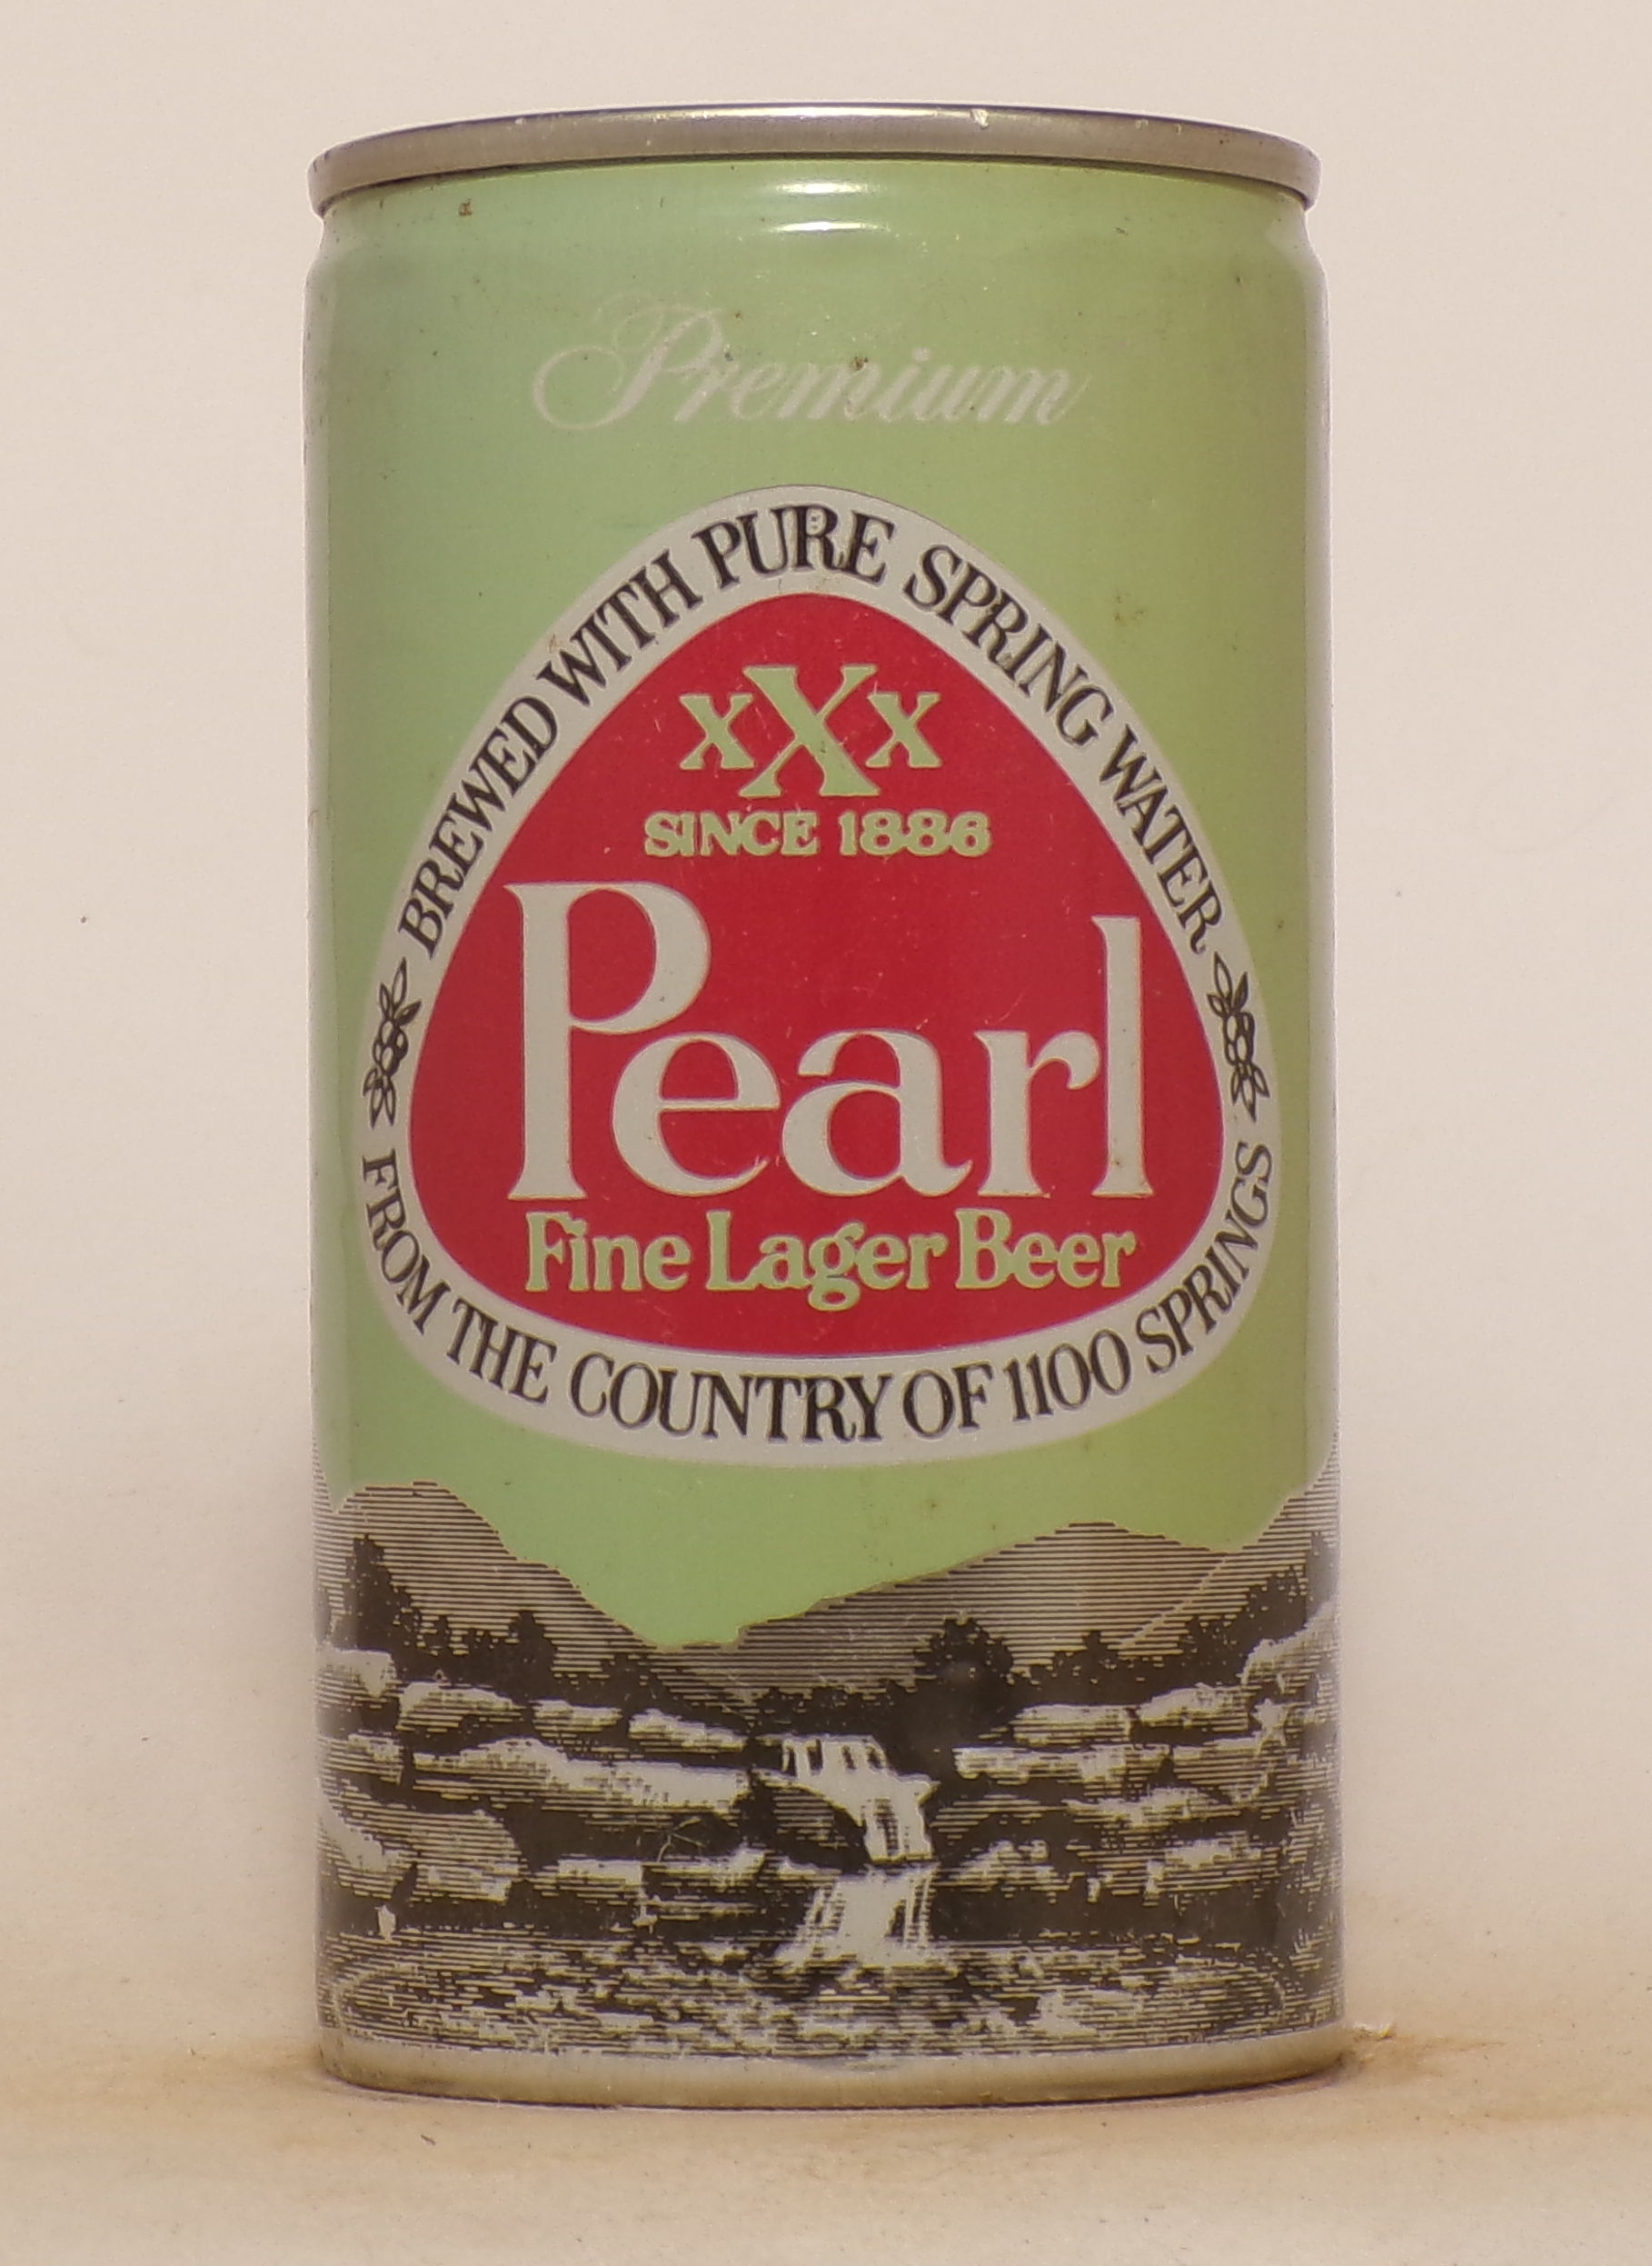 Premium
BREWED WITH PURE SPRING WATER
xXx
SINCE 1886
Pearl
Fine Lager Beer
FROM THE COUNTRY OF 1100 SPRINGS